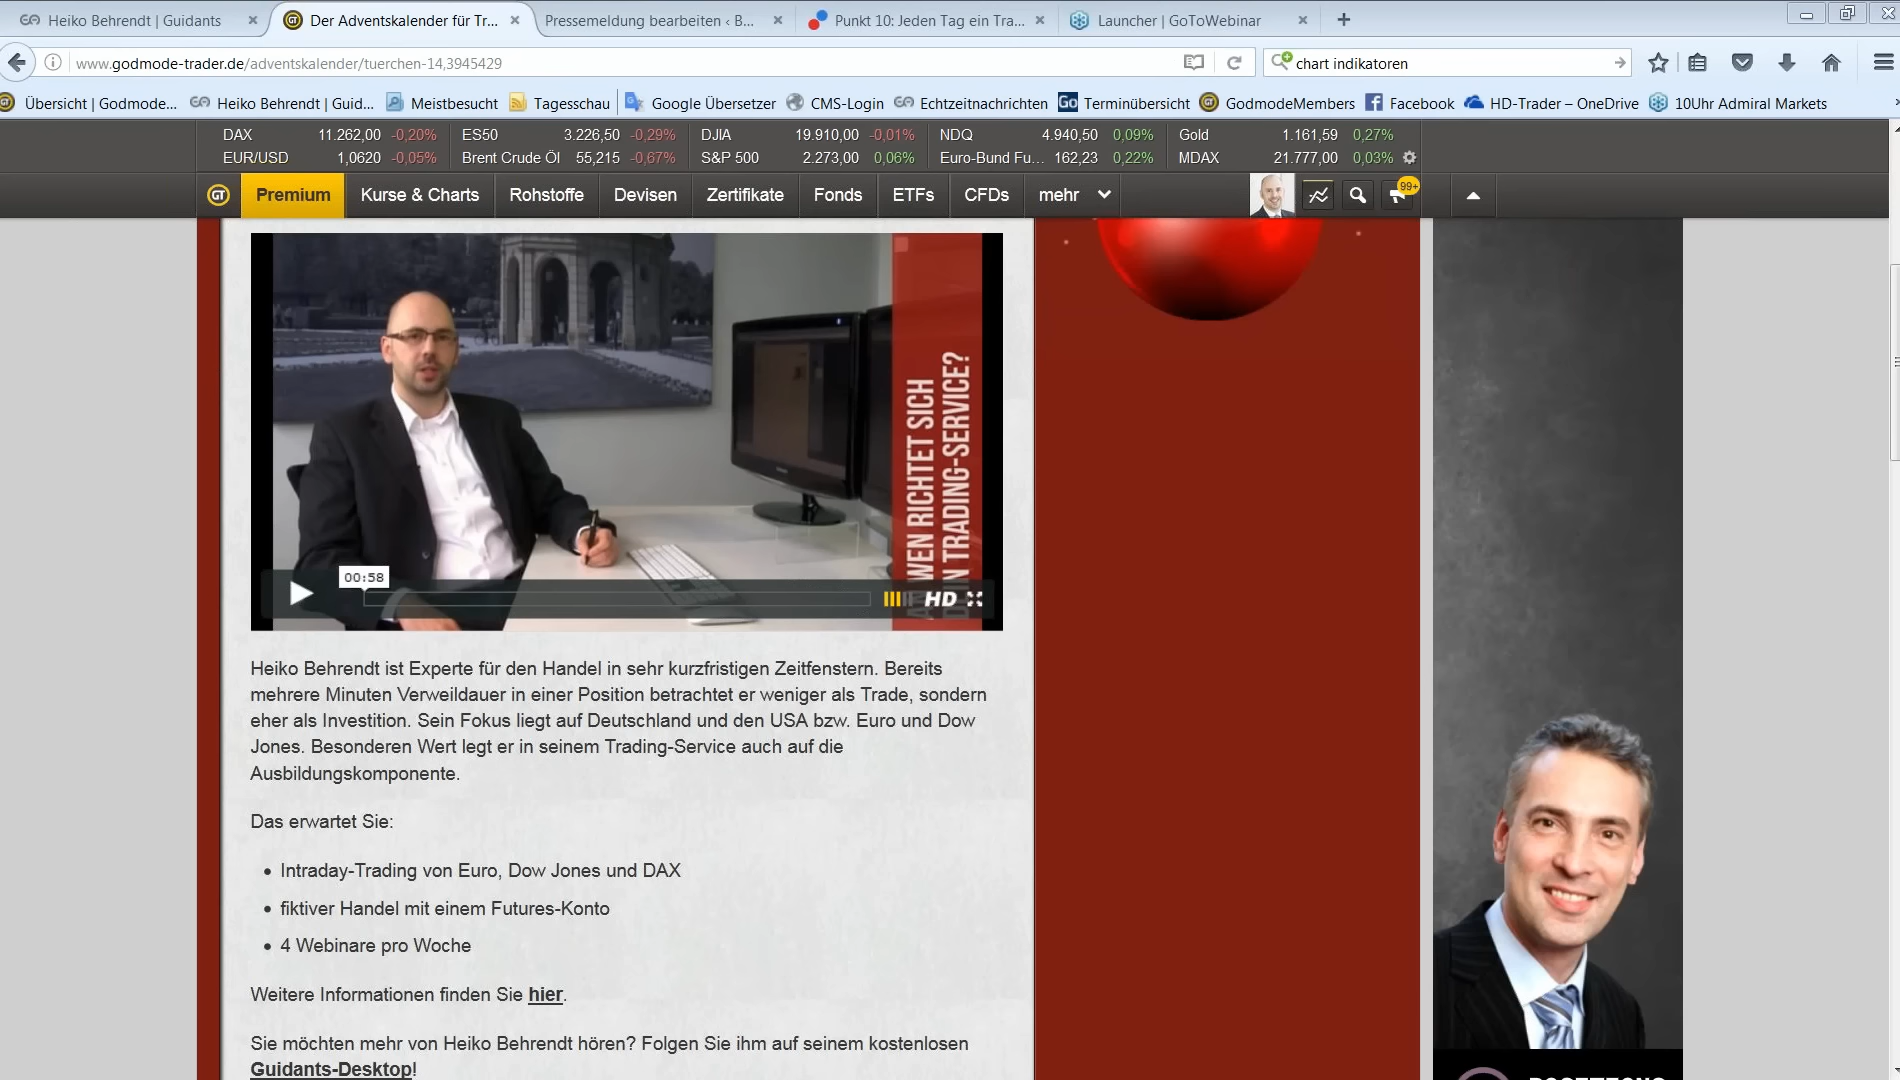 Heiko Behrendt | Guidants
Der Adventskalender für Tr...
Pressemeldung bearbeiten ‹ B...
Punkt 10: Jeden Tag ein Tra...
Launcher | GoToWebinar
www.godmode-trader.de/adventskalender/tuerchen-14,3945429
chart indikatoren
Übersicht | Godmode...
Heiko Behrendt | Guid...
Meistbesucht
Tagesschau
Google Übersetzer
CMS-Login
Echtzeitnachrichten
Go Terminübersicht
GodmodeMembers
Facebook
HD-Trader – OneDrive
10Uhr Admiral Markets
DAX 11.262,00 -0,20% ES50 3.226,50 -0,29% DJIA 19.910,00 -0,01% NDQ 4.940,50 0,09% Gold 1.161,59 0,27%
EUR/USD 1,0620 -0,05% Brent Crude Öl 55,215 -0,67% S&P 500 2.273,00 0,06% Euro-Bund Fu... 162,23 0,22% MDAX 21.777,00 0,03%
GT Premium Kurse & Charts Rohstoffe Devisen Zertifikate Fonds ETFs CFDs mehr 99+
WEN RICHTET SICH
TRADING-SERVICE?
00:58
HD
Heiko Behrendt ist Experte für den Handel in sehr kurzfristigen Zeitfenstern. Bereits
mehrere Minuten Verweildauer in einer Position betrachtet er weniger als Trade, sondern
eher als Investition. Sein Fokus liegt auf Deutschland und den USA bzw. Euro und Dow
Jones. Besonderen Wert legt er in seinem Trading-Service auch auf die
Ausbildungskomponente.
Das erwartet Sie:
• Intraday-Trading von Euro, Dow Jones und DAX
• fiktiver Handel mit einem Futures-Konto
• 4 Webinare pro Woche
Weitere Informationen finden Sie hier.
Sie möchten mehr von Heiko Behrendt hören? Folgen Sie ihm auf seinem kostenlosen
Guidants-Desktop!